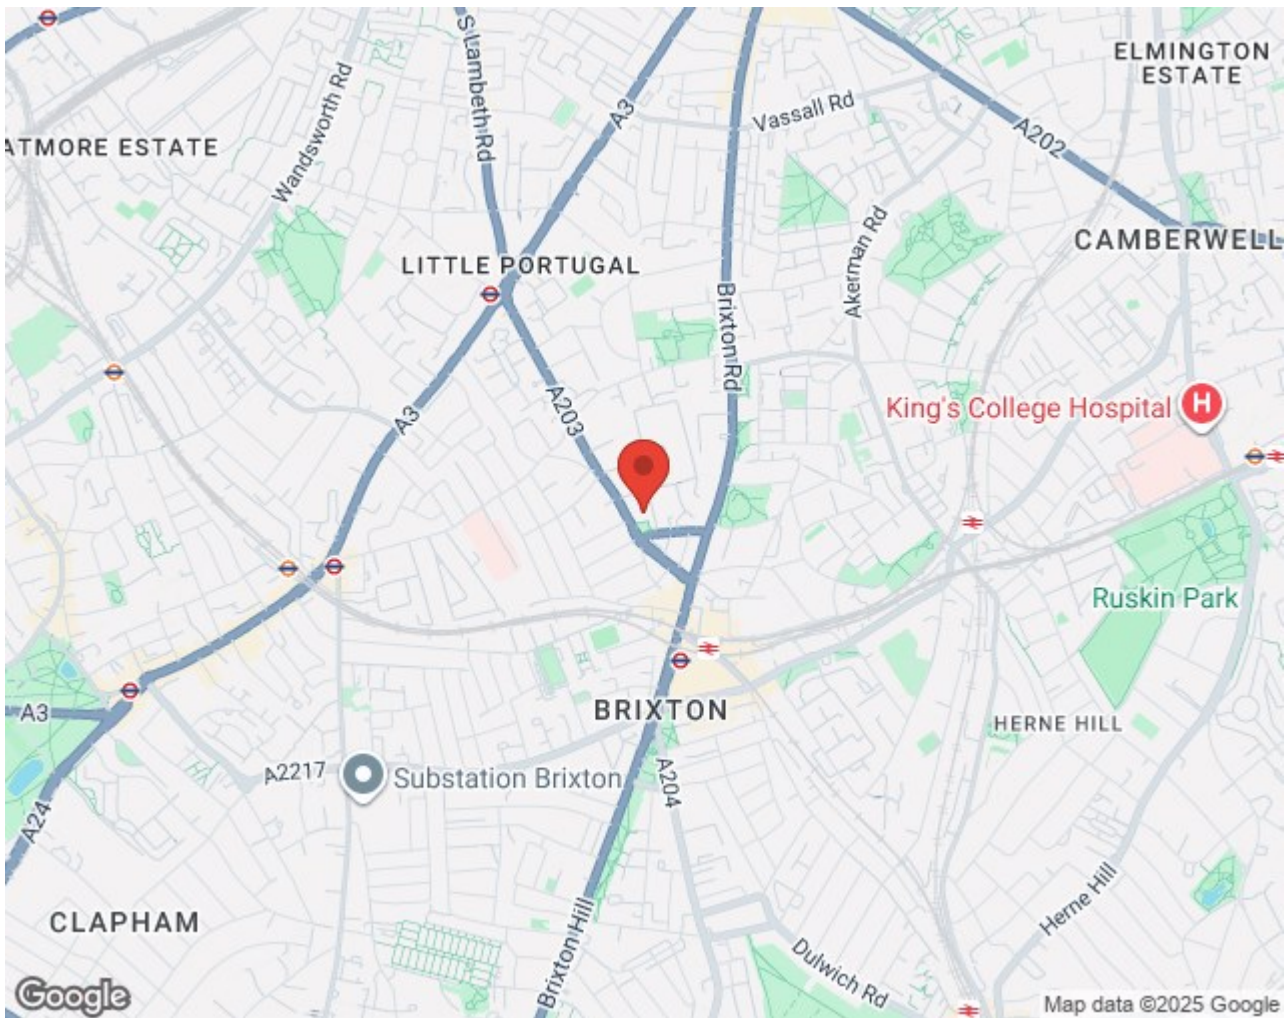 S Lambeth Rd
A3
ELMINGTON
ESTATE
Wandsworth Rd
Vassall Rd
A202
ATMORE ESTATE
Akerman Rd
CAMBERWELL
LITTLE PORTUGAL
Brixton Rd
A203
A3
King's College Hospital
H
Ruskin Park
BRIXTON
A3
HERNE HILL
A2217
Substation Brixton
A204
A24
CLAPHAM
Herne Hill
Brixton Hill
Dulwich Rd
Google
Map data ©2025 Google